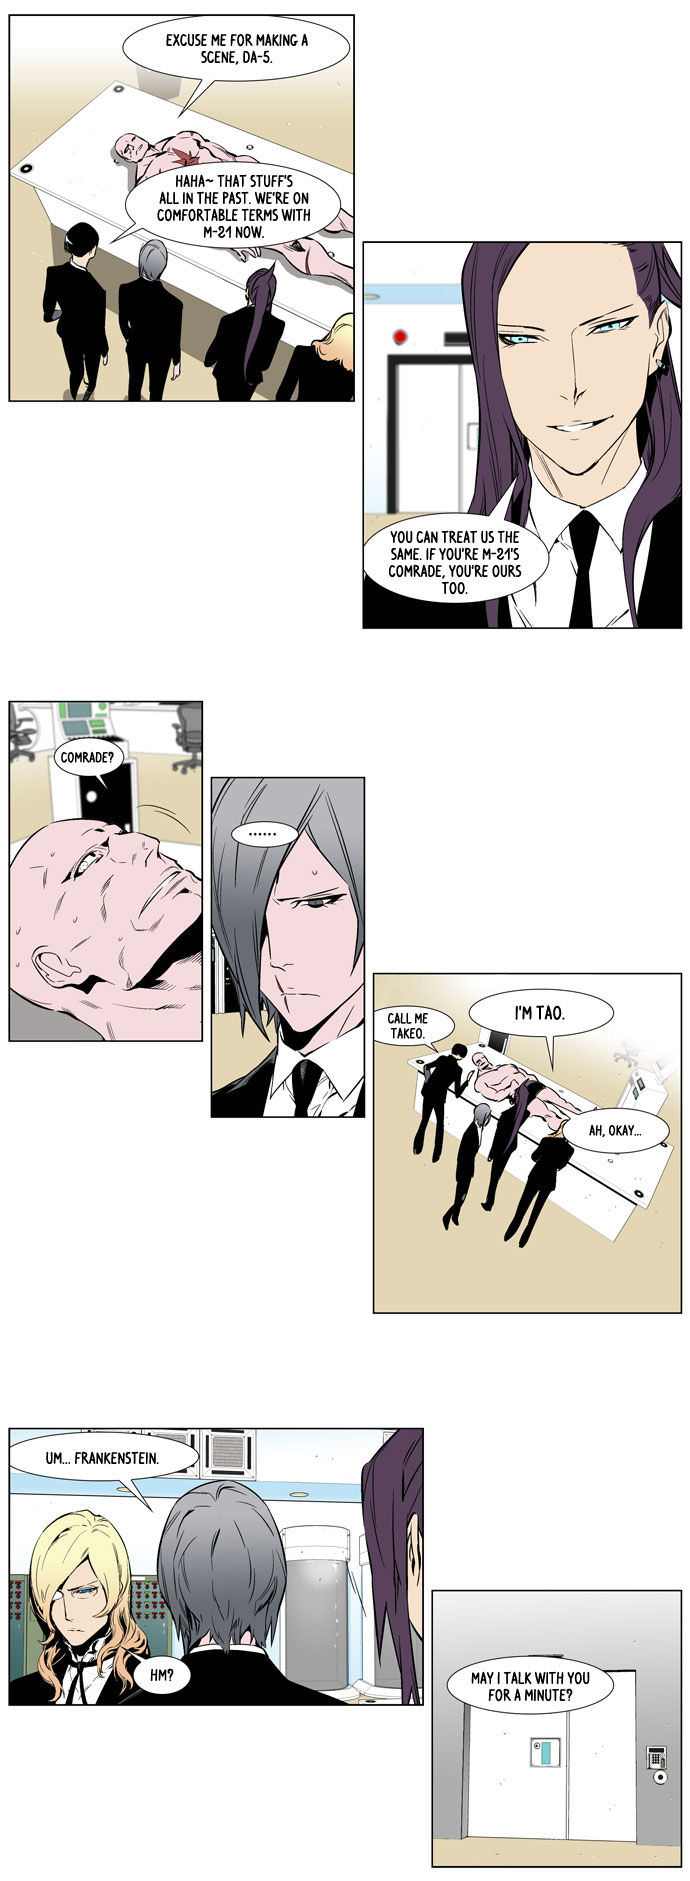 EXCUSE ME FOR MAKING A
SCENE, DA-5.
HAHA~ THAT STUFF'S
ALL IN THE PAST. WE'RE ON
COMFORTABLE TERMS WITH
M-21 NOW.
YOU CAN TREAT US THE
SAME. IF YOU'RE M-21'S
COMRADE, YOU'RE OURS
TOO.
COMRADE?
......
CALL ME
TAKEO.
I'M TAO.
AH, OKAY...
UM... FRANKENSTEIN.
HM?
MAY I TALK WITH YOU
FOR A MINUTE?